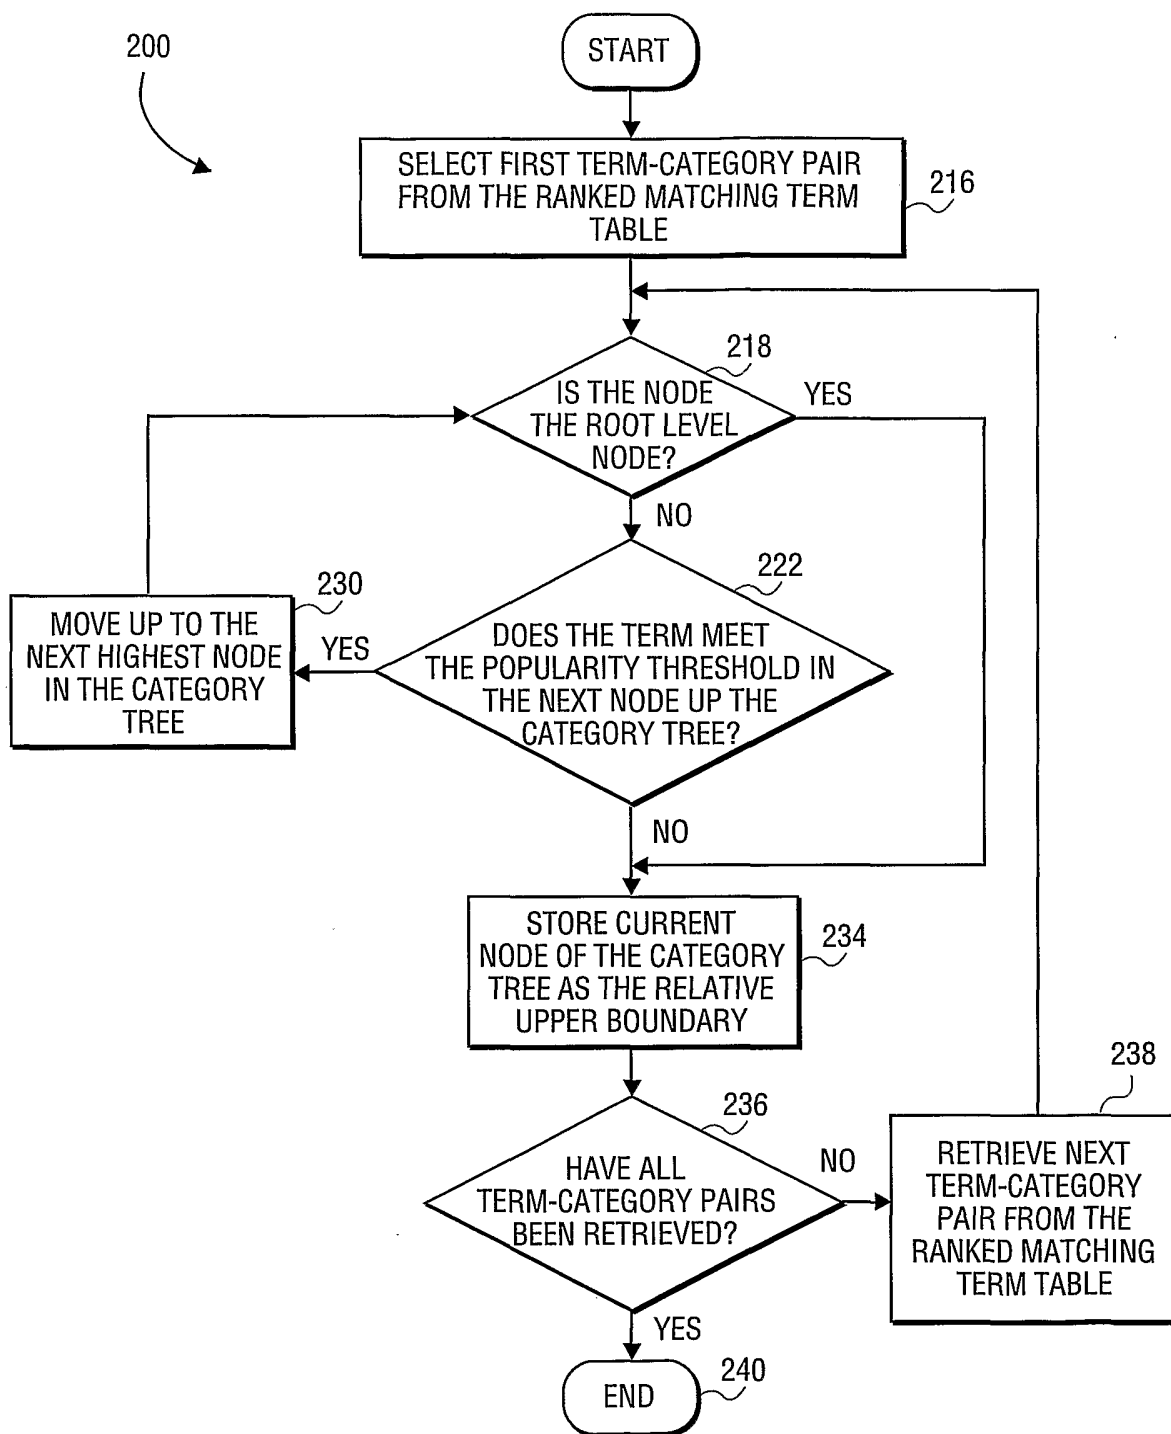 200
START
SELECT FIRST TERM-CATEGORY PAIR
FROM THE RANKED MATCHING TERM
TABLE
216
218
IS THE NODE
THE ROOT LEVEL
NODE?
YES
NO
222
DOES THE TERM MEET
THE POPULARITY THRESHOLD IN
THE NEXT NODE UP THE
CATEGORY TREE?
YES
230
MOVE UP TO THE
NEXT HIGHEST NODE
IN THE CATEGORY
TREE
NO
STORE CURRENT
NODE OF THE CATEGORY
TREE AS THE RELATIVE
UPPER BOUNDARY
234
236
HAVE ALL
TERM-CATEGORY PAIRS
BEEN RETRIEVED?
NO
238
RETRIEVE NEXT
TERM-CATEGORY
PAIR FROM THE
RANKED MATCHING
TERM TABLE
YES
END
240